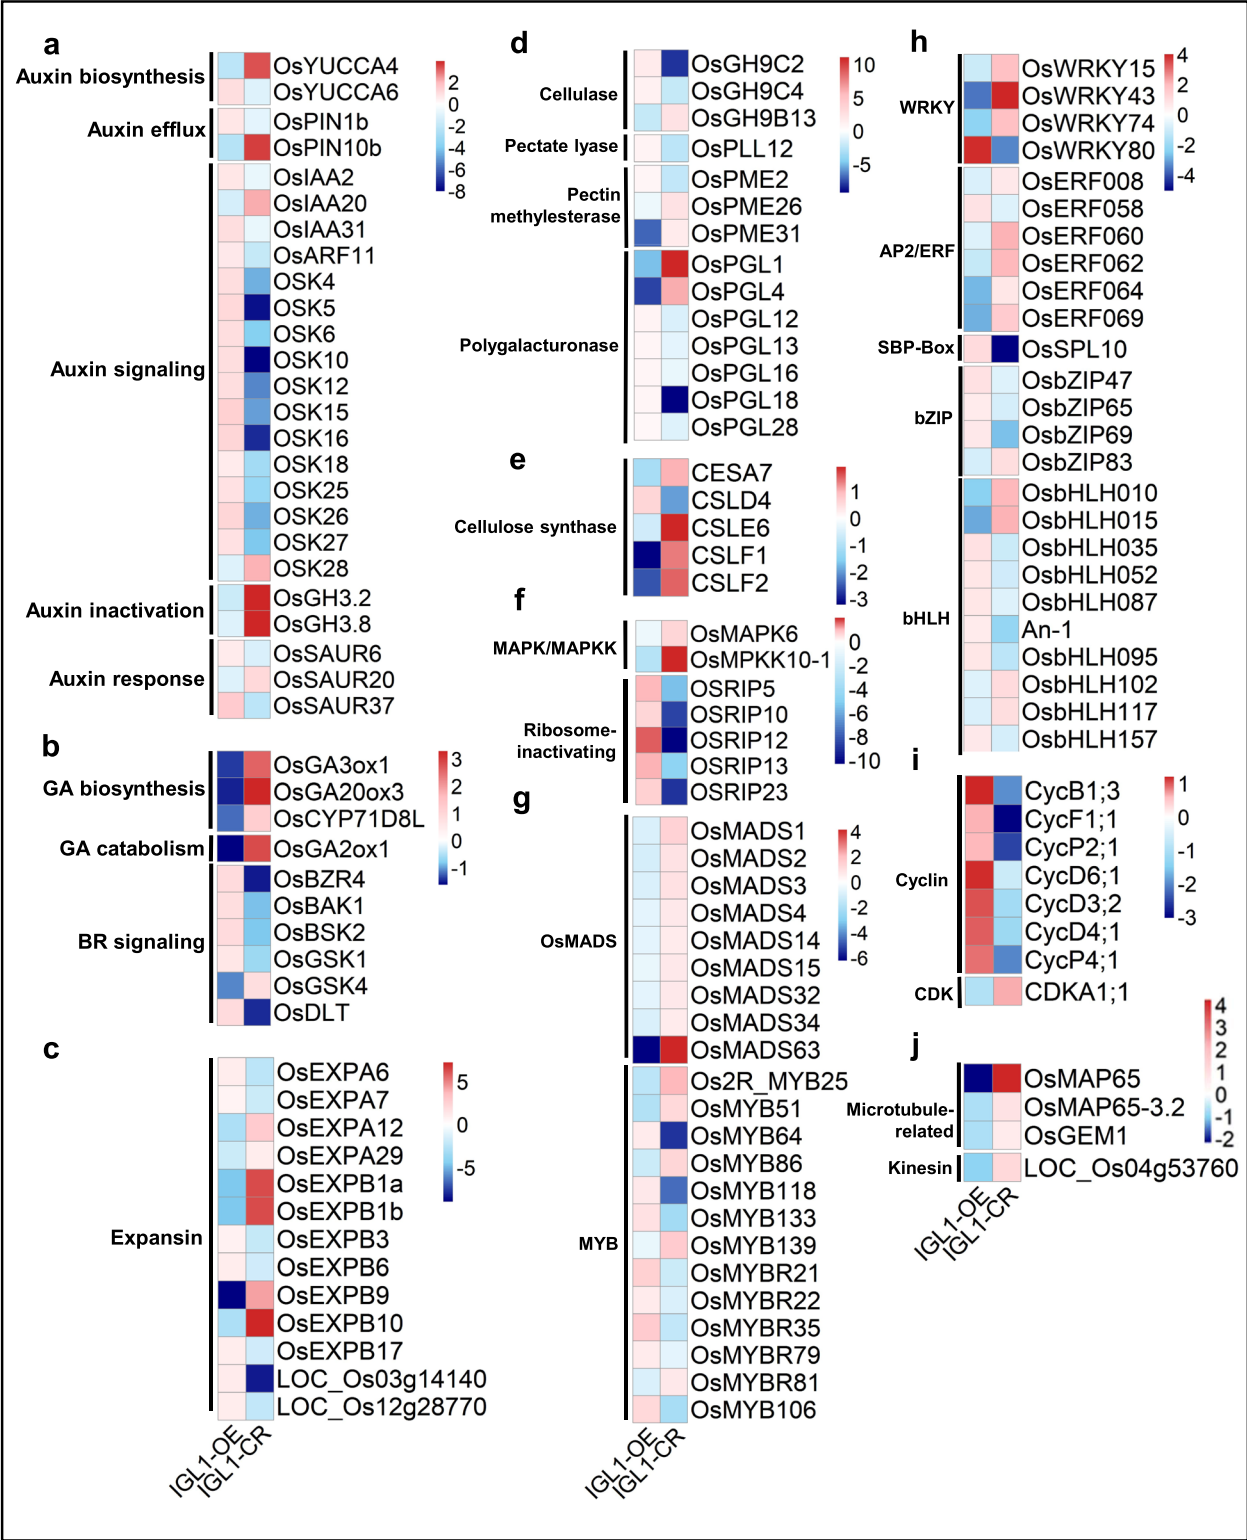 a
Auxin biosynthesis
OsYUCCA4
OsYUCCA6
Auxin efflux
OsPIN1b
OsPIN10b
Auxin signaling
OsIAA2
OsIAA20
OsIAA31
OsARF11
OSK4
OSK5
OSK6
OSK10
OSK12
OSK15
OSK16
OSK18
OSK25
OSK26
OSK27
OSK28
Auxin inactivation
OsGH3.2
OsGH3.8
Auxin response
OsSAUR6
OsSAUR20
OsSAUR37
2
0
-2
-4
-6
-8
b
GA biosynthesis
OsGA3ox1
OsGA20ox3
OsCYP71D8L
GA catabolism
OsGA2ox1
BR signaling
OsBZR4
OsBAK1
OsBSK2
OsGSK1
OsGSK4
OsDLT
3
2
1
0
-1
c
Expansin
OsEXPA6
OsEXPA7
OsEXPA12
OsEXPA29
OsEXPB1a
OsEXPB1b
OsEXPB3
OsEXPB6
OsEXPB9
OsEXPB10
OsEXPB17
LOC_Os03g14140
LOC_Os12g28770
5
0
-5
IGL1-OE
IGL1-CR
d
Cellulase
OsGH9C2
OsGH9C4
OsGH9B13
Pectate lyase
OsPLL12
Pectin
methylesterase
OsPME2
OsPME26
OsPME31
Polygalacturonase
OsPGL1
OsPGL4
OsPGL12
OsPGL13
OsPGL16
OsPGL18
OsPGL28
10
5
0
-5
e
Cellulose synthase
CESA7
CSLD4
CSLE6
CSLF1
CSLF2
1
0
-1
-2
-3
f
MAPK/MAPKK
OsMAPK6
OsMPKK10-1
Ribosome-
inactivating
OSRIP5
OSRIP10
OSRIP12
OSRIP13
OSRIP23
0
-2
-4
-6
-8
-10
g
OsMADS
OsMADS1
OsMADS2
OsMADS3
OsMADS4
OsMADS14
OsMADS15
OsMADS32
OsMADS34
OsMADS63
MYB
Os2R_MYB25
OsMYB51
OsMYB64
OsMYB86
OsMYB118
OsMYB133
OsMYB139
OsMYBR21
OsMYBR22
OsMYBR35
OsMYBR79
OsMYBR81
OsMYB106
4
2
0
-2
-4
-6
IGL1-OE
IGL1-CR
h
WRKY
OsWRKY15
OsWRKY43
OsWRKY74
OsWRKY80
AP2/ERF
OsERF008
OsERF058
OsERF060
OsERF062
OsERF064
OsERF069
SBP-Box
OsSPL10
bZIP
OsbZIP47
OsbZIP65
OsbZIP69
OsbZIP83
bHLH
OsbHLH010
OsbHLH015
OsbHLH035
OsbHLH052
OsbHLH087
An-1
OsbHLH095
OsbHLH102
OsbHLH117
OsbHLH157
4
2
0
-2
-4
i
Cyclin
CycB1;3
CycF1;1
CycP2;1
CycD6;1
CycD3;2
CycD4;1
CycP4;1
CDK
CDKA1;1
1
0
-1
-2
-3
j
Microtubule-
related
OsMAP65
OsMAP65-3.2
OsGEM1
Kinesin
LOC_Os04g53760
4
3
2
1
0
-1
-2
IGL1-OE
IGL1-CR